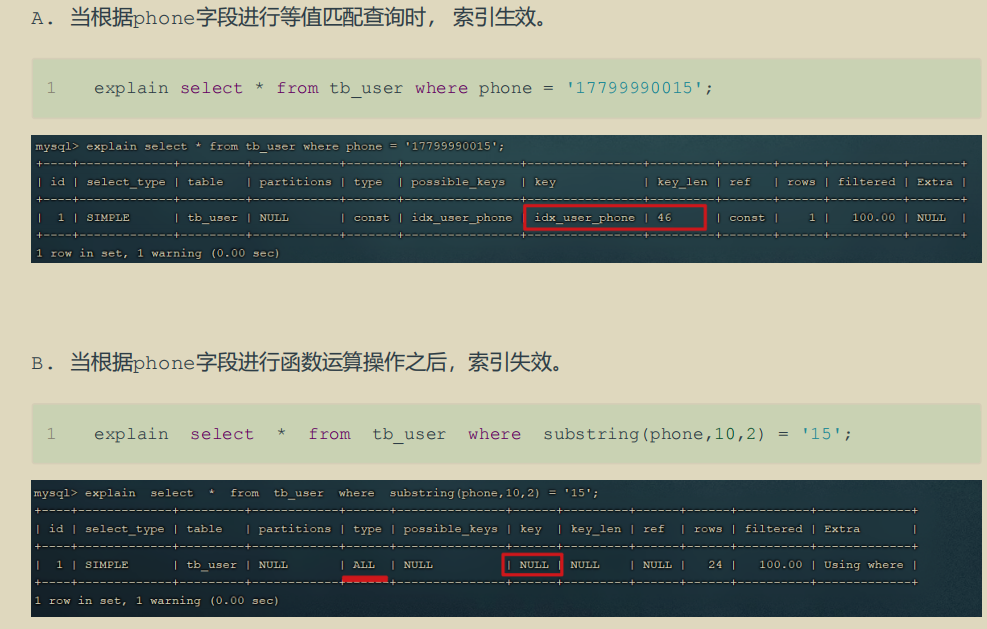 A. 当根据phone字段进行等值匹配查询时, 索引生效。
1 explain select * from tb_user where phone = '17799990015';
mysql> explain select * from tb_user where phone = '17799990015';
+----+-------------+---------+------------+-------+----------------+----------------+---------+-------+------+----------+-------+
| id | select_type | table | partitions | type | possible_keys | key | key_len | ref | rows | filtered | Extra |
+----+-------------+---------+------------+-------+----------------+----------------+---------+-------+------+----------+-------+
| 1 | SIMPLE | tb_user | NULL | const | idx_user_phone | idx_user_phone | 46 | const | 1 | 100.00 | NULL |
+----+-------------+---------+------------+-------+----------------+----------------+---------+-------+------+----------+-------+
1 row in set, 1 warning (0.00 sec)
B. 当根据phone字段进行函数运算操作之后，索引失效。
1 explain select * from tb_user where substring(phone,10,2) = '15';
mysql> explain select * from tb_user where substring(phone,10,2) = '15';
+----+-------------+---------+------------+------+---------------+------+---------+------+------+----------+-------------+
| id | select_type | table | partitions | type | possible_keys | key | key_len | ref | rows | filtered | Extra |
+----+-------------+---------+------------+------+---------------+------+---------+------+------+----------+-------------+
| 1 | SIMPLE | tb_user | NULL | ALL | NULL | NULL | NULL | NULL | 24 | 100.00 | Using where |
+----+-------------+---------+------------+------+---------------+------+---------+------+------+----------+-------------+
1 row in set, 1 warning (0.00 sec)